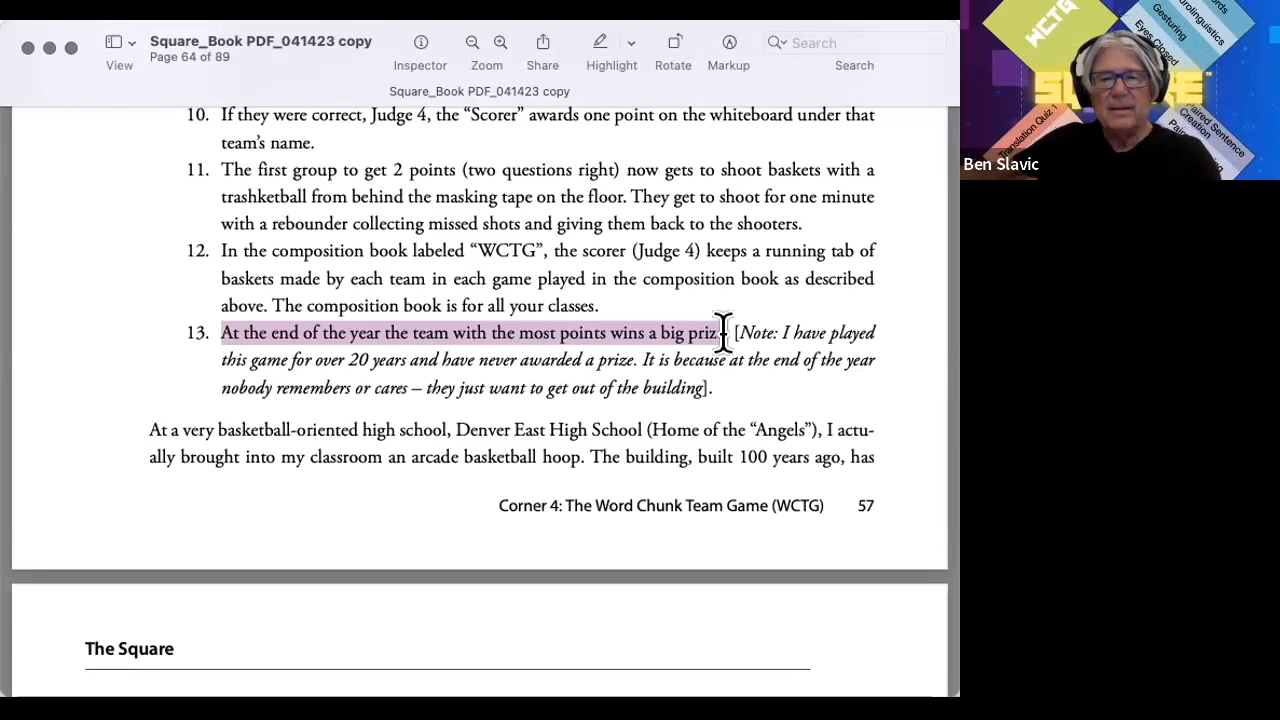 Square_Book PDF_041423 copy
Page 64 of 89
View
Inspector
Zoom
Share
Highlight
Rotate
Markup
Search
Search
Square_Book PDF_041423 copy
10. If they were correct, Judge 4, the “Scorer” awards one point on the whiteboard under that
team’s name.
11. The first group to get 2 points (two questions right) now gets to shoot baskets with a
trashketball from behind the masking tape on the floor. They get to shoot for one minute
with a rebounder collecting missed shots and giving them back to the shooters.
12. In the composition book labeled “WCTG”, the scorer (Judge 4) keeps a running tab of
baskets made by each team in each game played in the composition book as described
above. The composition book is for all your classes.
13. At the end of the year the team with the most points wins a big priz [Note: I have played
this game for over 20 years and have never awarded a prize. It is because at the end of the year
nobody remembers or cares – they just want to get out of the building].
At a very basketball-oriented high school, Denver East High School (Home of the “Angels”), I actu-
ally brought into my classroom an arcade basketball hoop. The building, built 100 years ago, has
Corner 4: The Word Chunk Team Game (WCTG) 57
The Square
WCTG
Gesturing
Eyes Closed
Translation Quiz 1
Paired Sentence
Creation
Ben Slavic